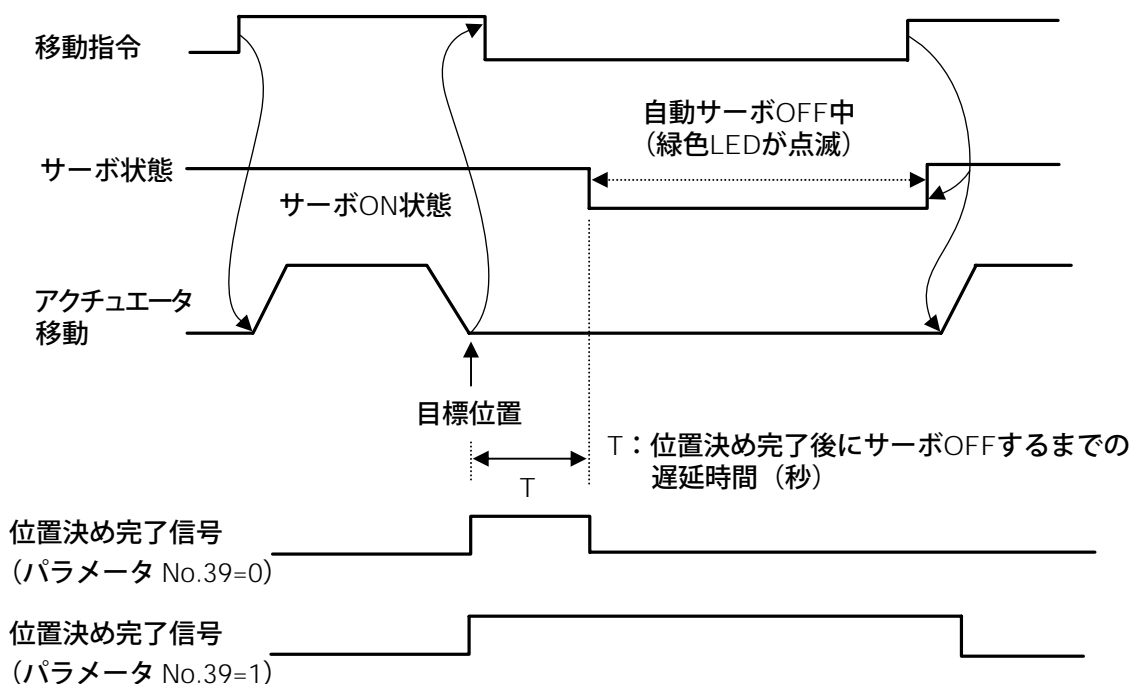 移動指令
自動サーボOFF中
（緑色LEDが点滅）
サーボ状態
サーボON状態
アクチュエータ
移動
目標位置
T：位置決め完了後にサーボOFFするまでの
遅延時間（秒）
T
位置決め完了信号
（パラメータ No.39=0）
位置決め完了信号
（パラメータ No.39=1）